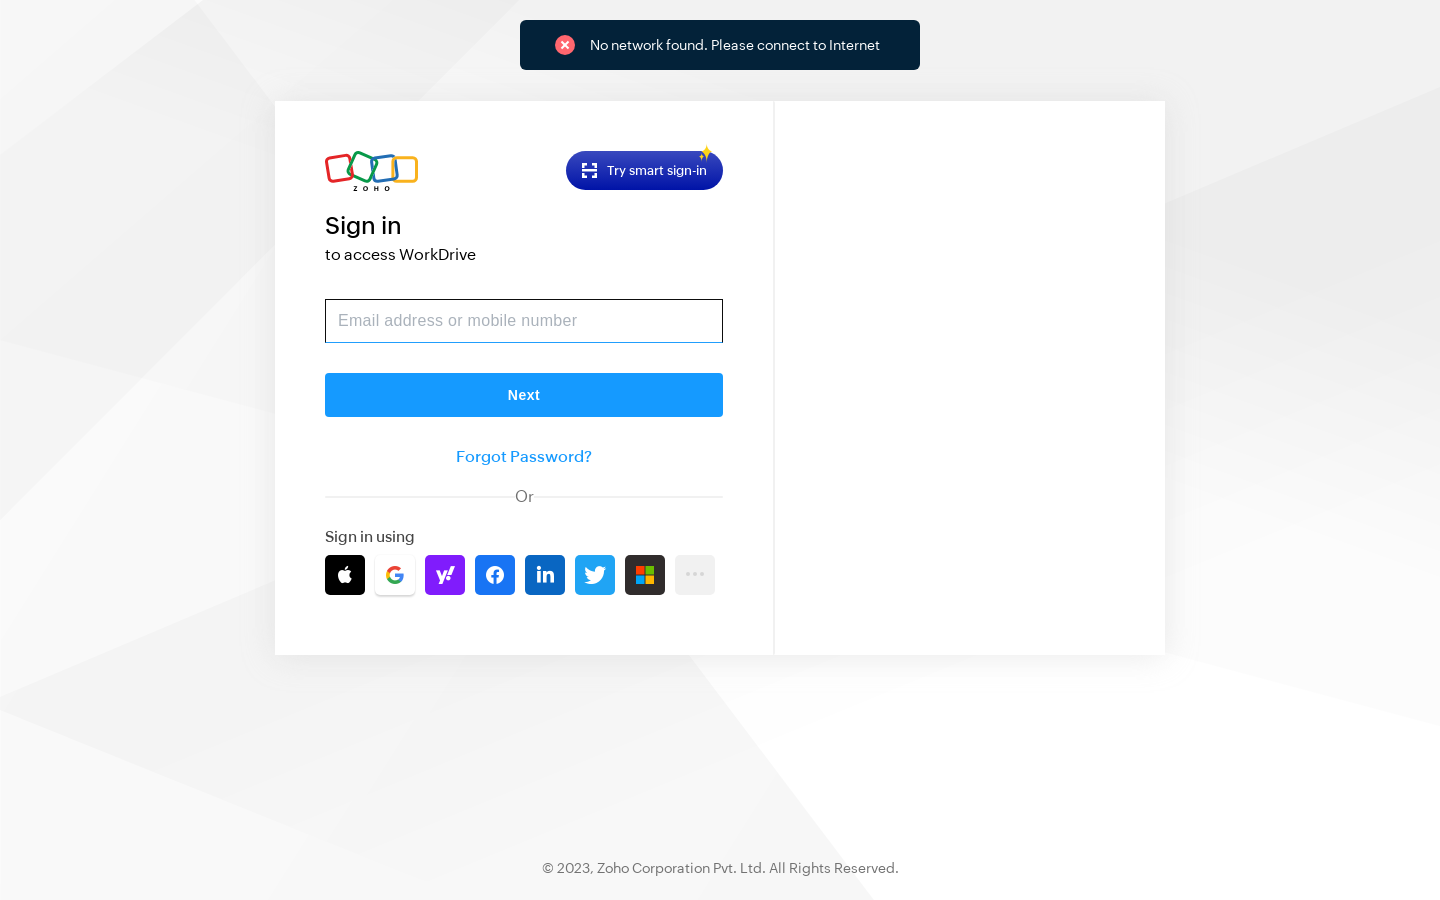 No network found. Please connect to Internet
ZOHO
Try smart sign-in
Sign in
to access WorkDrive
Email address or mobile number
Next
Forgot Password?
Or
Sign in using
y!
f
in
© 2023, Zoho Corporation Pvt. Ltd. All Rights Reserved.